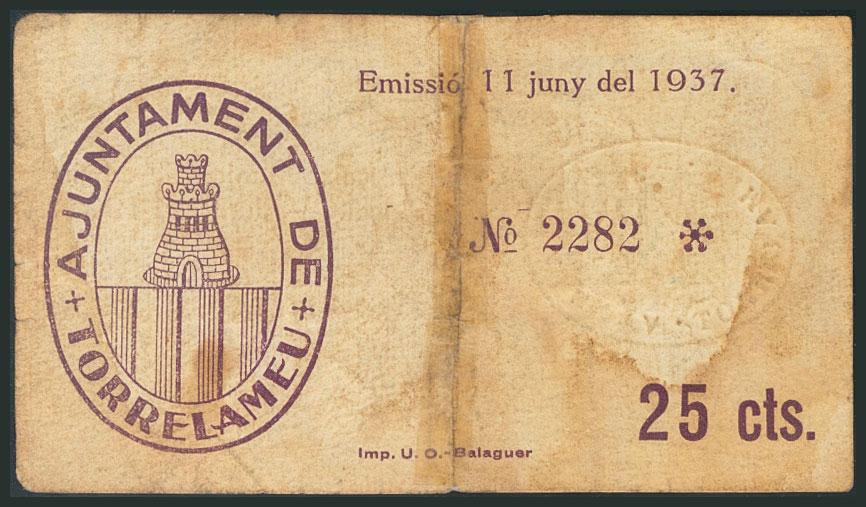 AJUNTAMENT DE
TORRELAMEU
Emissió 11 juny del 1937.
No 2282
25 cts.
Imp. U. O.-Balaguer